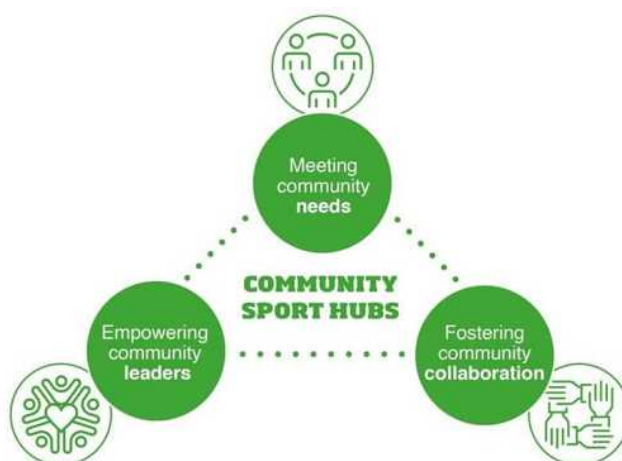 Meeting
community
needs
COMMUNITY
SPORT HUBS
Empowering
community
leaders
Fostering
community
collaboration